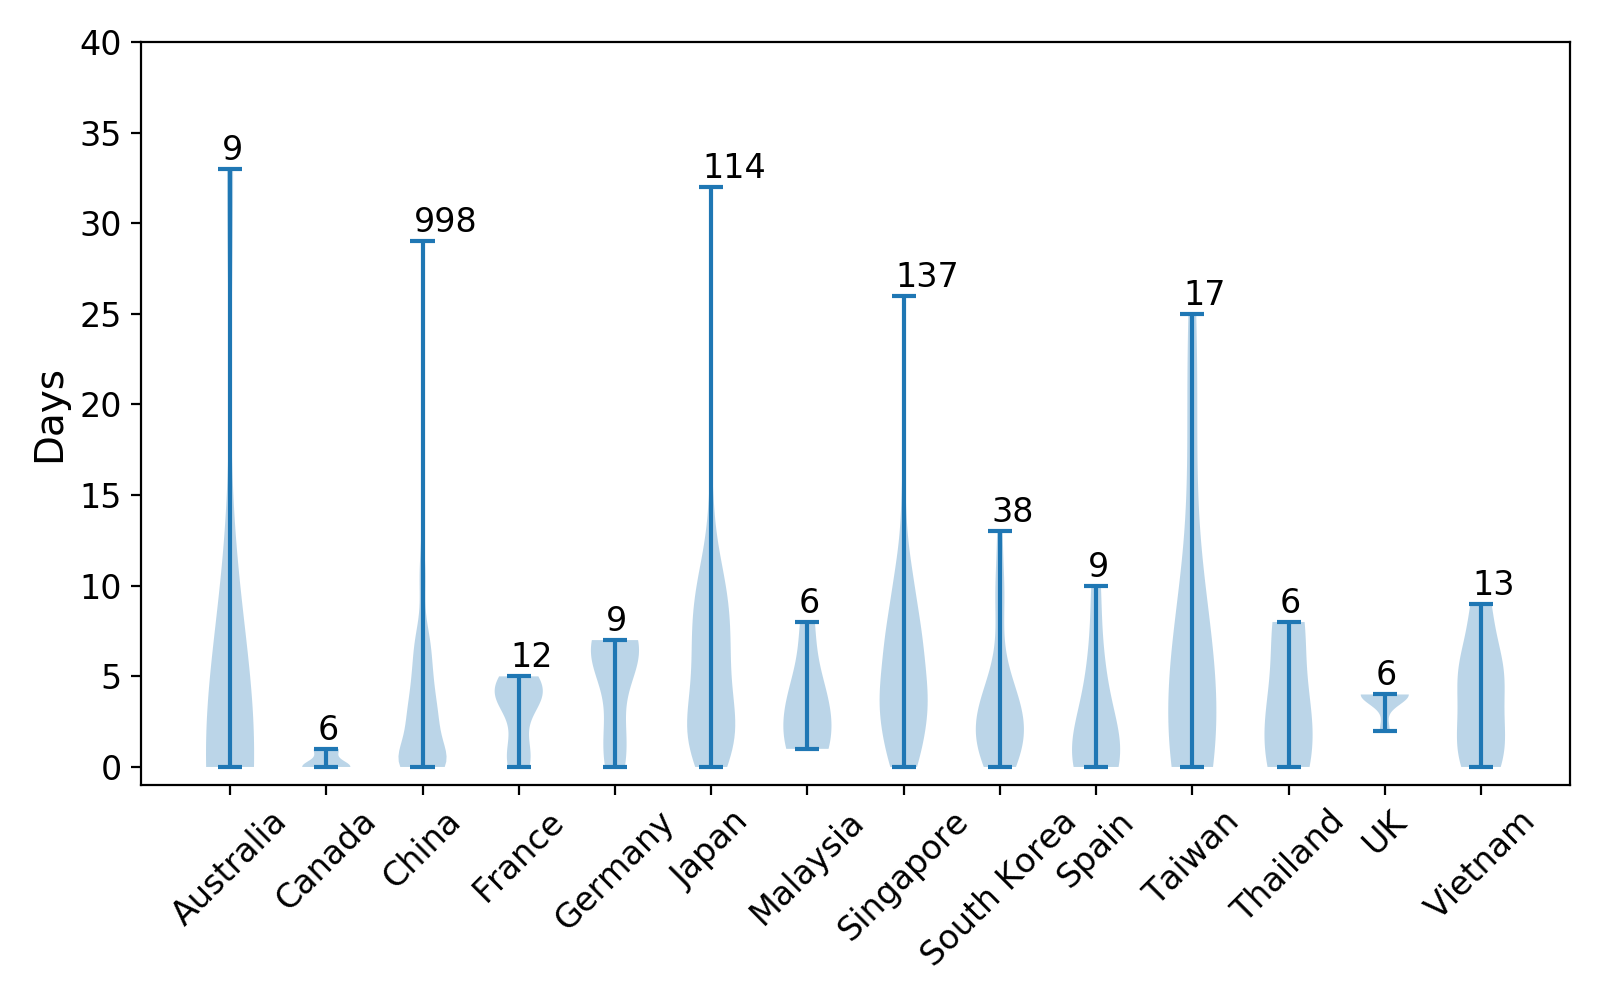 40
35
30
25
20
15
10
5
0
Days
9
6
998
12
9
114
6
137
38
9
17
6
6
13
Australia
Canada
China
France
Germany
Japan
Malaysia
Singapore
South Korea
Spain
Taiwan
Thailand
UK
Vietnam